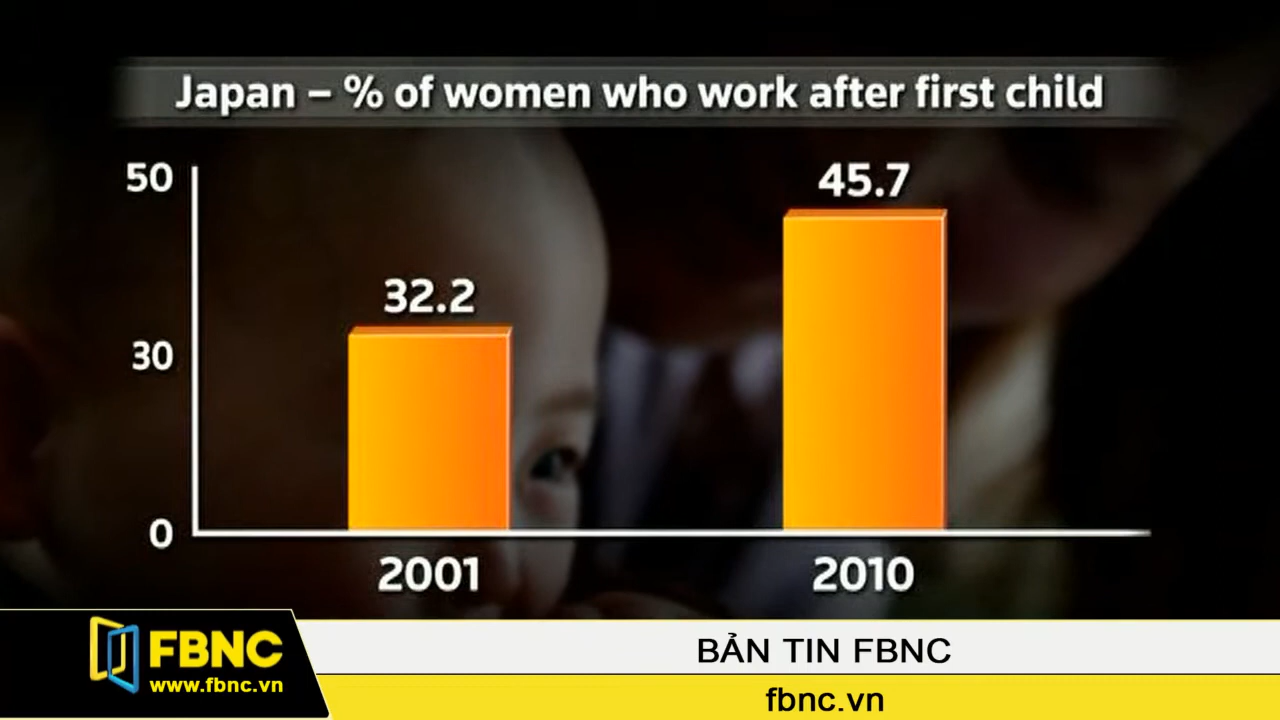 Japan – % of women who work after first child
50
45.7
32.2
30
0
2001 2010
FBNC
www.fbnc.vn
BẢN TIN FBNC
fbnc.vn